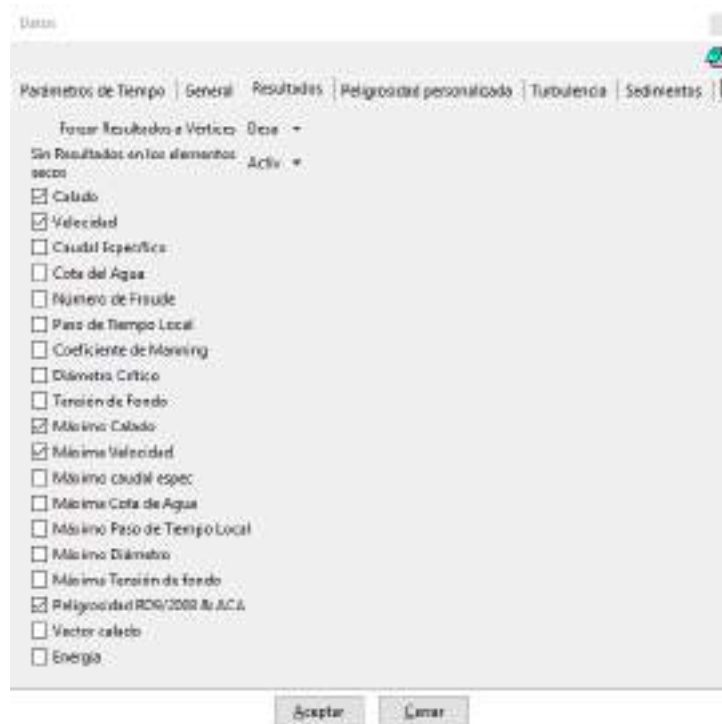 Datos
Parámetros de Tiempo General Resultados Peligrosidad personalizada Turbulencia Sedimentos
Forzar Resultados a Vértices Desa
Sin Resultados en los elementos Activ
secos
Calado
Velocidad
Caudal Específico
Cota del Agua
Número de Froude
Paso de Tiempo Local
Coeficiente de Manning
Diámetro Crítico
Tensión de Fondo
Máximo Calado
Máxima Velocidad
Máximo caudal espec
Máxima Cota de Agua
Máximo Paso de Tiempo Local
Máximo Diámetro
Máxima Tensión de fondo
Peligrosidad RD9/2008 & ACA
Vector calado
Energía
Aceptar Cerrar